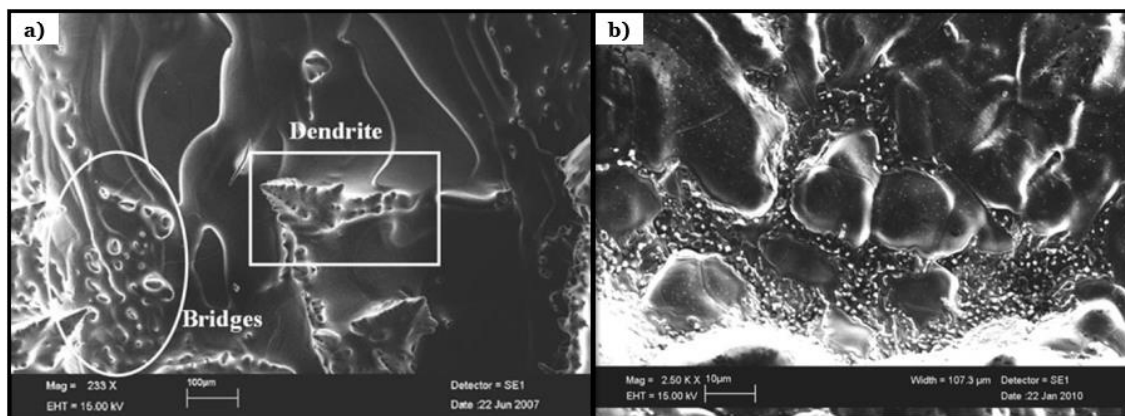 a)
Dendrite
Bridges
Mag = 233 X
100μm
Detector = SE1
EHT = 15.00 kV
Date :22 Jun 2007
b)
Mag = 2.50 K X
10μm
Width = 107.3 μm
Detector = SE1
EHT = 15.00 kV
Date :22 Jan 2010